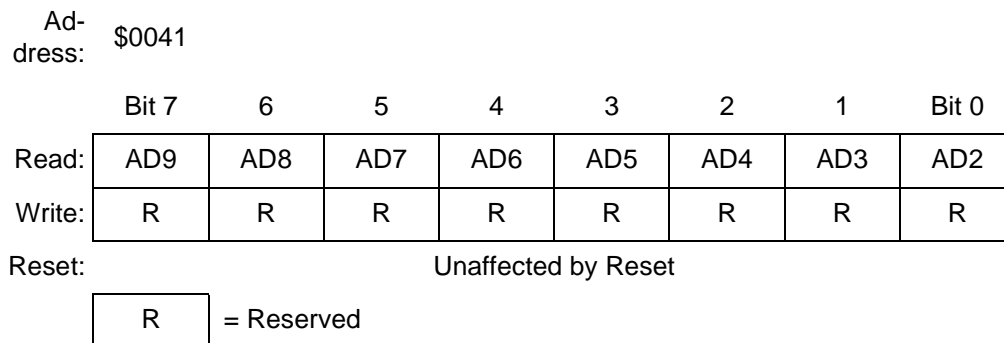 Ad-
dress: $0041
Bit 7 6 5 4 3 2 1 Bit 0
Read: AD9 AD8 AD7 AD6 AD5 AD4 AD3 AD2
Write: R R R R R R R R
Reset: Unaffected by Reset
R = Reserved